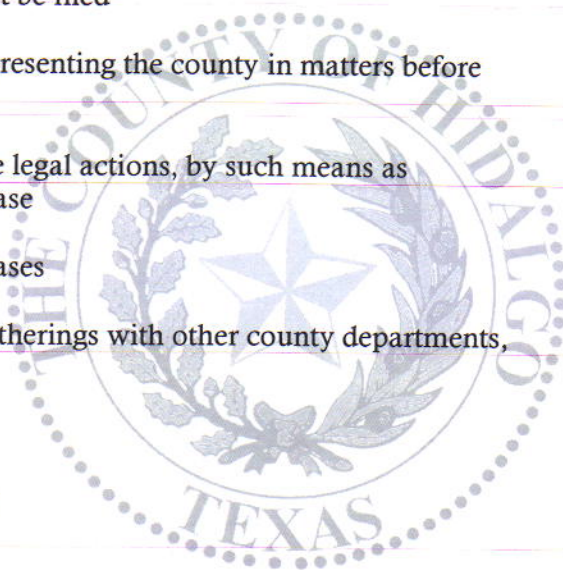 be filed
resenting the county in matters before
legal actions, by such means as
ase
ases
therings with other county departments,
THE COUNTY OF HIDALGO
TEXAS